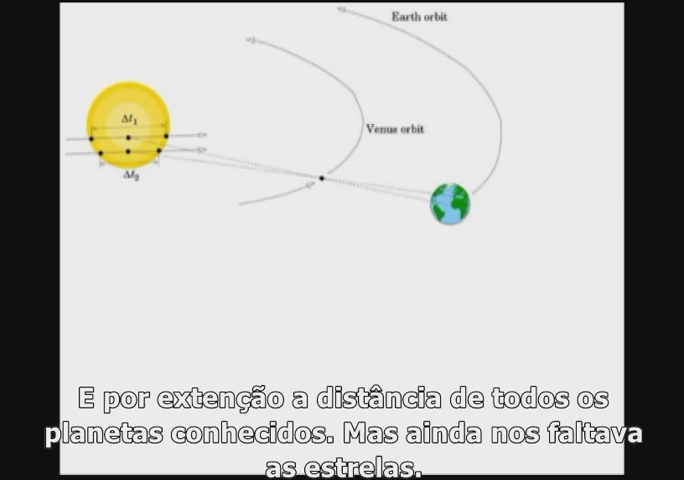 Earth orbit
Δt₁
Venus orbit
Δt₂
E por extenção a distância de todos os
planetas conhecidos. Mas ainda nos faltava
as estrelas.